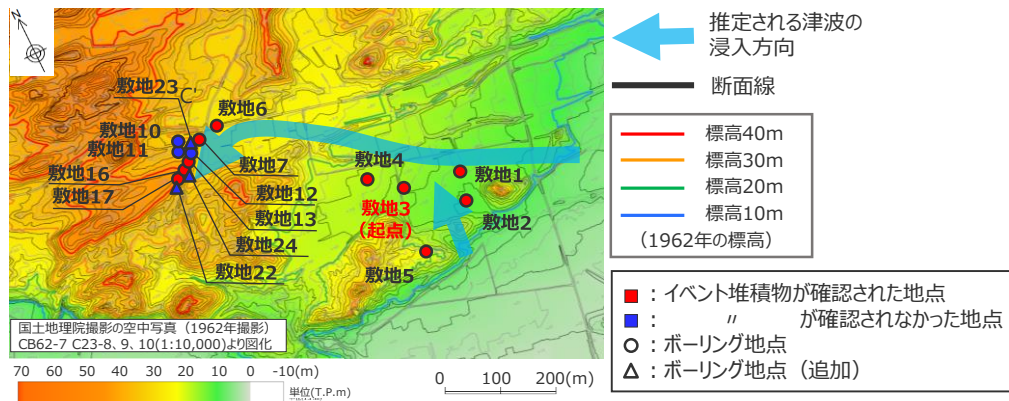 N
敷地23
C'
敷地6
敷地10
敷地11
敷地16
敷地17
敷地7
敷地12
敷地13
敷地24
敷地22
敷地4
敷地3
(起点)
敷地1
敷地2
敷地5
国土地理院撮影の空中写真(1962年撮影)
CB62-7 C23-8、9、10(1:10,000)より図化
70 60 50 40 30 20 10 0 -10(m)
単位(T.P.m)
0 100 200(m)
推定される津波の
浸入方向
断面線
標高40m
標高30m
標高20m
標高10m
(1962年の標高)
■:イベント堆積物が確認された地点
■: 〃 が確認されなかった地点
○:ボーリング地点
△:ボーリング地点(追加)